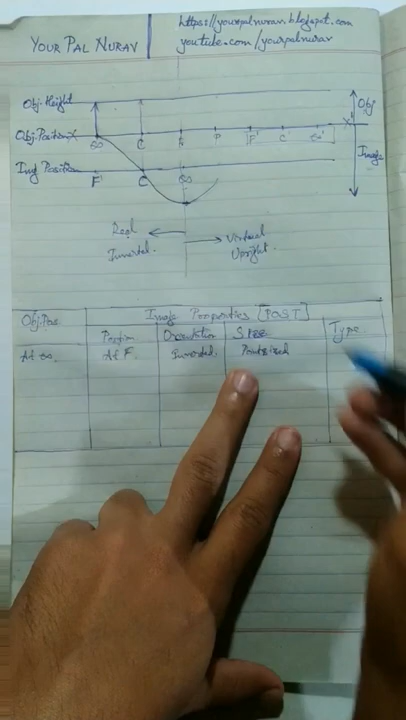 https://yourpalnurav.blogspot.com
YOUR PAL NURAV
youtube.com/yourpalnurav
Obj. Height
Obj
Obj. Position X
∞ C F P F' C' ∞'
X'
Image
Img Position
F' C ∞
Real
Inverted.
Virtual
Upright.
Obj. Pos
Image Properties [POST]
Position Orientation Size Type
At ∞. At F. Inverted. Point sized